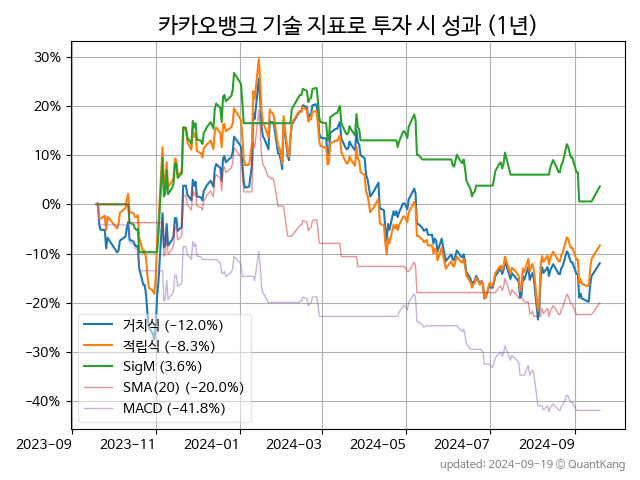 카카오뱅크 기술 지표로 투자 시 성과 (1년)
30%
20%
10%
0%
−10%
−20%
−30%
−40%
거치식 (−12.0%)
적립식 (−8.3%)
SigM (3.6%)
SMA(20) (−20.0%)
MACD (−41.8%)
2023-09 2023-11 2024-01 2024-03 2024-05 2024-07 2024-09
updated: 2024-09-19 © QuantKang